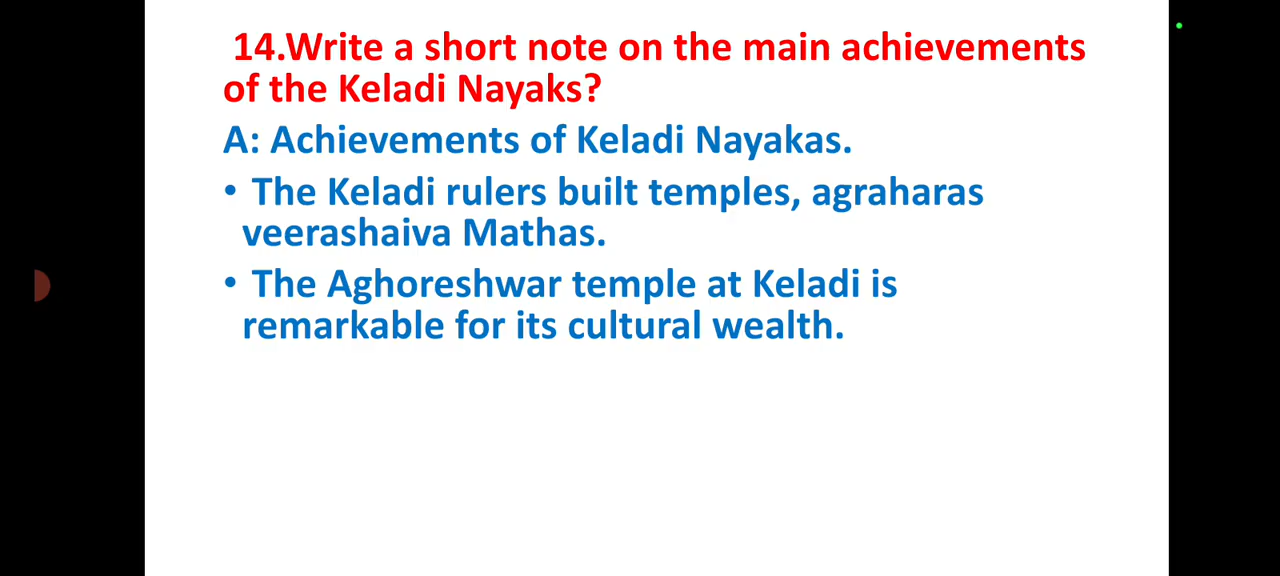 14.Write a short note on the main achievements
of the Keladi Nayaks?
A: Achievements of Keladi Nayakas.
• The Keladi rulers built temples, agraharas
veerashaiva Mathas.
• The Aghoreshwar temple at Keladi is
remarkable for its cultural wealth.